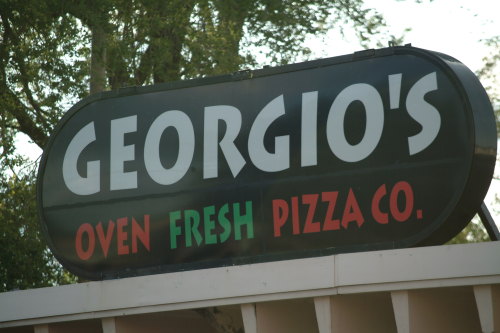 GEORGIO'S
OVEN FRESH PIZZA CO.